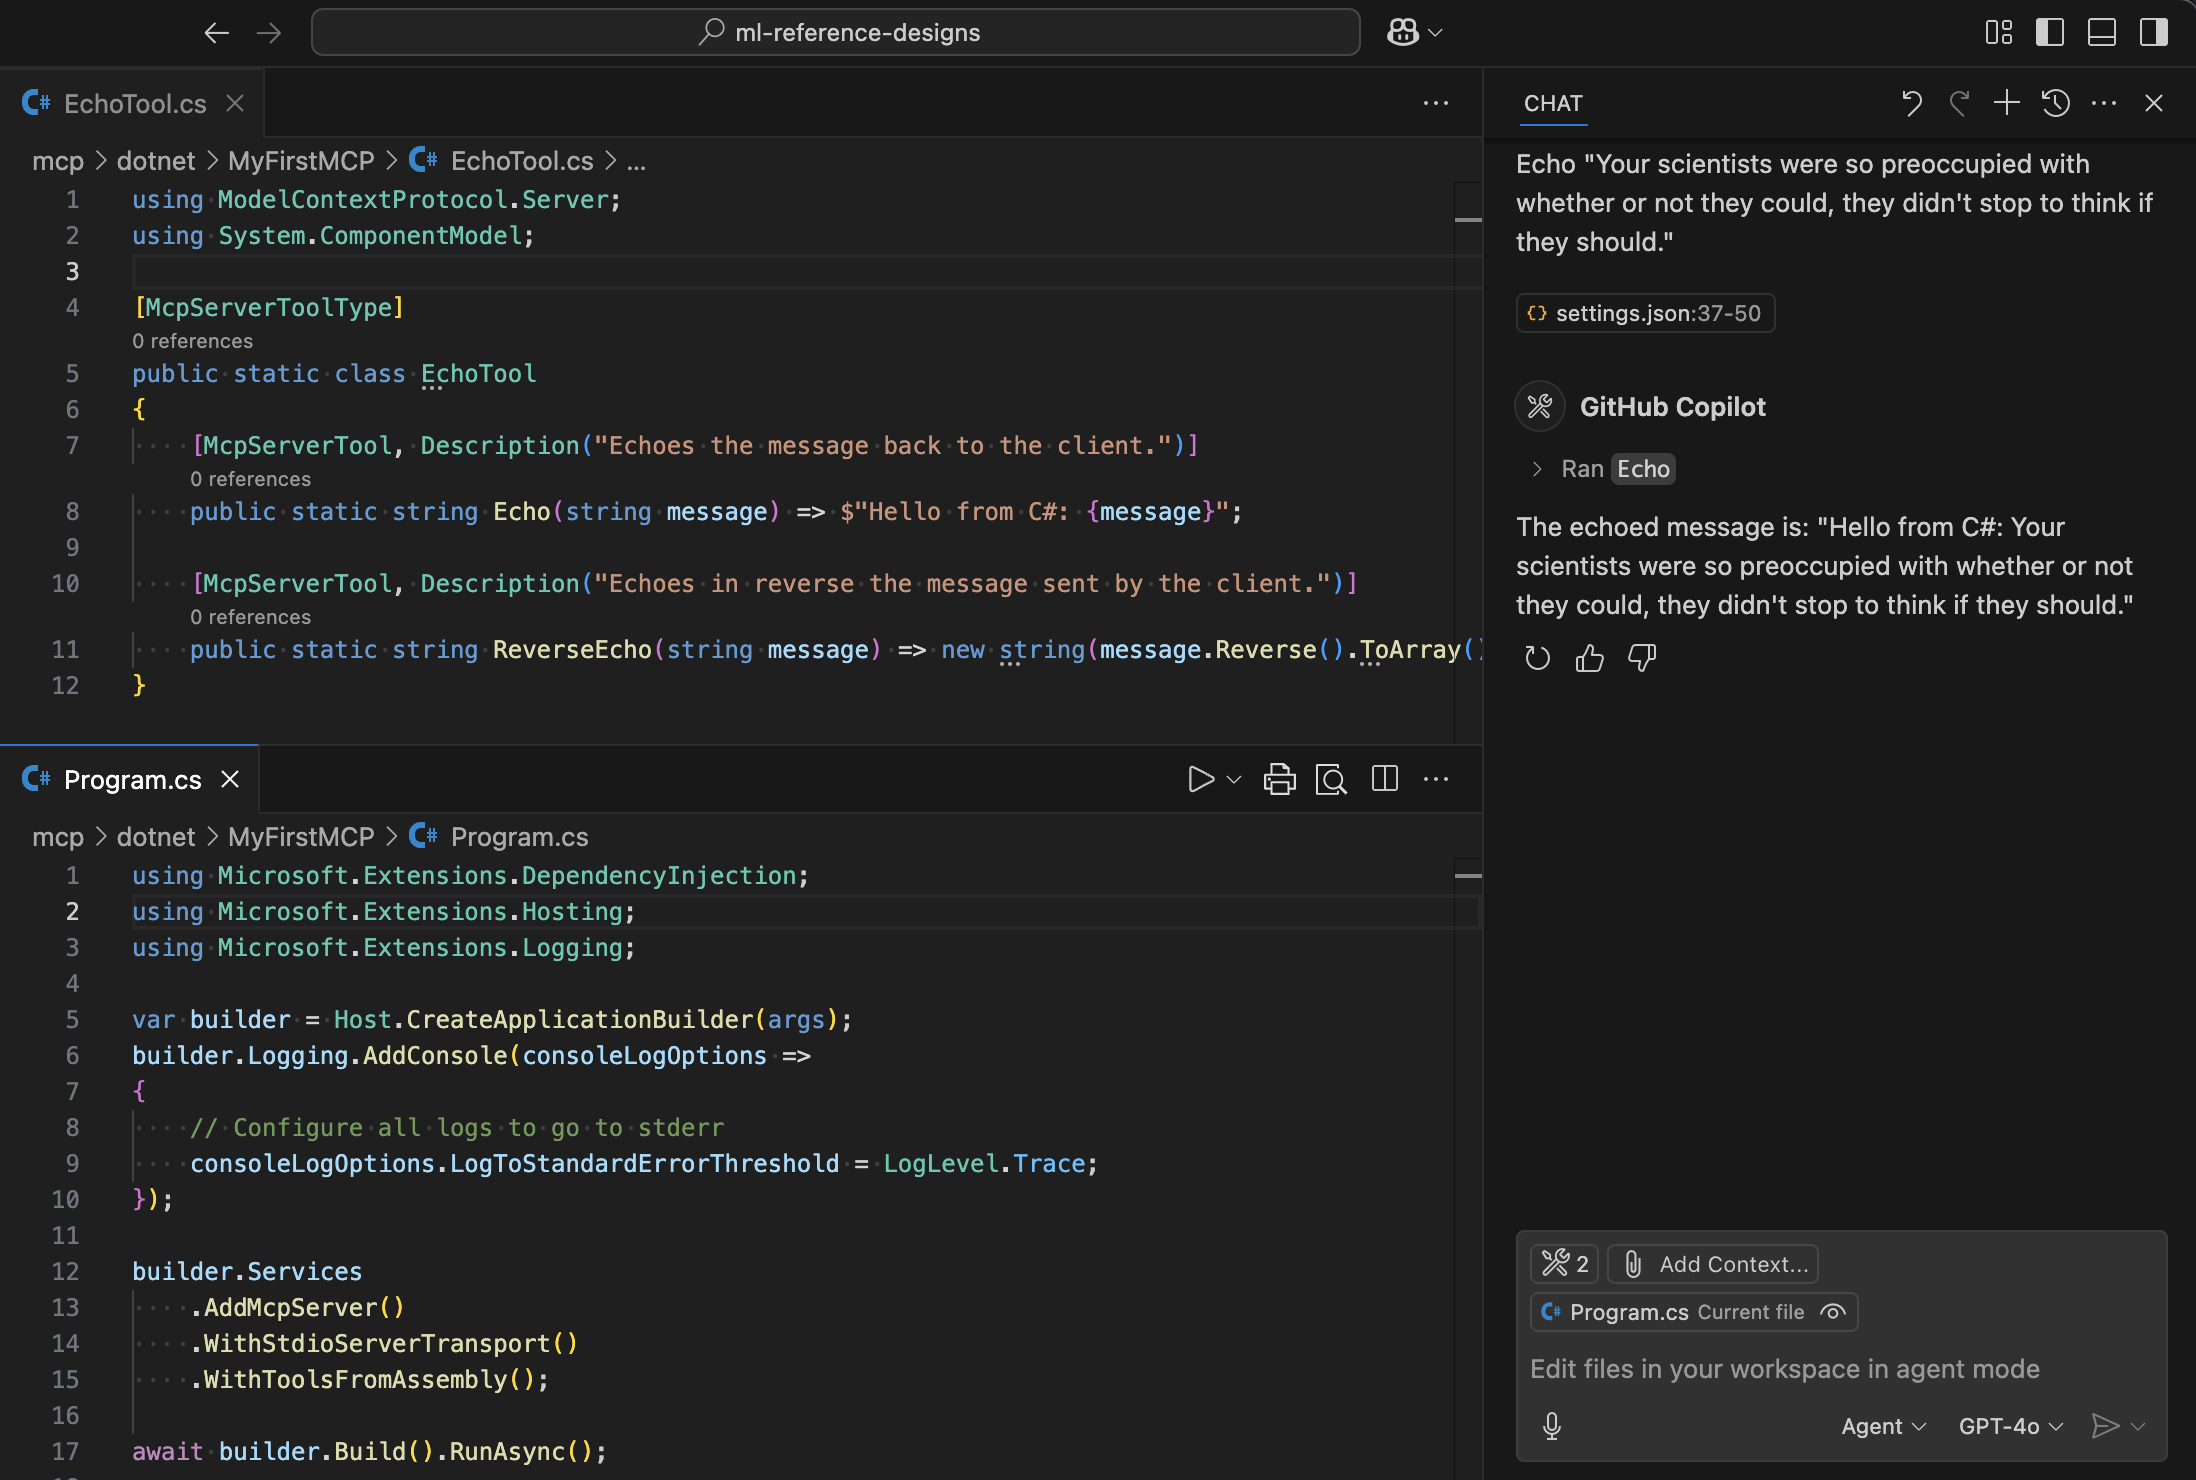 ml-reference-designs
EchoTool.cs
mcp > dotnet > MyFirstMCP > EchoTool.cs > ...
1 using ModelContextProtocol.Server;
2 using System.ComponentModel;
3
4 [McpServerToolType]
0 references
5 public static class EchoTool
6 {
7 [McpServerTool, Description("Echoes the message back to the client.")]
0 references
8 public static string Echo(string message) => $"Hello from C#: {message}";
9
10 [McpServerTool, Description("Echoes in reverse the message sent by the client.")]
0 references
11 public static string ReverseEcho(string message) => new string(message.Reverse().ToArray()
12 }
Program.cs
mcp > dotnet > MyFirstMCP > Program.cs
1 using Microsoft.Extensions.DependencyInjection;
2 using Microsoft.Extensions.Hosting;
3 using Microsoft.Extensions.Logging;
4
5 var builder = Host.CreateApplicationBuilder(args);
6 builder.Logging.AddConsole(consoleLogOptions =>
7 {
8 // Configure all logs to go to stderr
9 consoleLogOptions.LogToStandardErrorThreshold = LogLevel.Trace;
10 });
11
12 builder.Services
13 .AddMcpServer()
14 .WithStdioServerTransport()
15 .WithToolsFromAssembly();
16
17 await builder.Build().RunAsync();
CHAT
Echo "Your scientists were so preoccupied with
whether or not they could, they didn't stop to think if
they should."
{} settings.json:37-50
GitHub Copilot
> Ran Echo
The echoed message is: "Hello from C#: Your
scientists were so preoccupied with whether or not
they could, they didn't stop to think if they should."
2 Add Context...
Program.cs Current file
Edit files in your workspace in agent mode
Agent GPT-4o